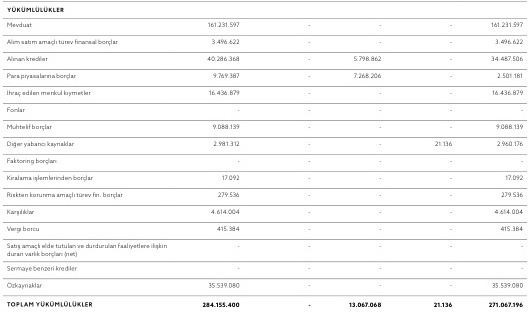 YÜKÜMLÜLÜKLER
Mevduat 161.231.597 - - - 161.231.597
Alım satım amaçlı türev finansal borçlar 3.496.622 - - - 3.496.622
Alınan krediler 40.286.368 - 5.798.862 - 34.487.506
Para piyasalarına borçlar 9.769.387 - 7.268.206 - 2.501.181
İhraç edilen menkul kıymetler 16.436.879 - - - 16.436.879
Fonlar - - - - -
Muhtelif borçlar 9.088.139 - - - 9.088.139
Diğer yabancı kaynaklar 2.981.312 - - 21.136 2.960.176
Faktoring borçları - - - - -
Kiralama işlemlerinden borçlar 17.092 - - - 17.092
Riskten korunma amaçlı türev fin. borçlar 279.536 - - - 279.536
Karşılıklar 4.614.004 - - - 4.614.004
Vergi borcu 415.384 - - - 415.384
Satış amaçlı elde tutulan ve durdurulan faaliyetlere ilişkin
duran varlık borçları (net) - - - - -
Sermaye benzeri krediler - - - - -
Özkaynaklar 35.539.080 - - - 35.539.080
TOPLAM YÜKÜMLÜLÜKLER 284.155.400 - 13.067.068 21.136 271.067.196